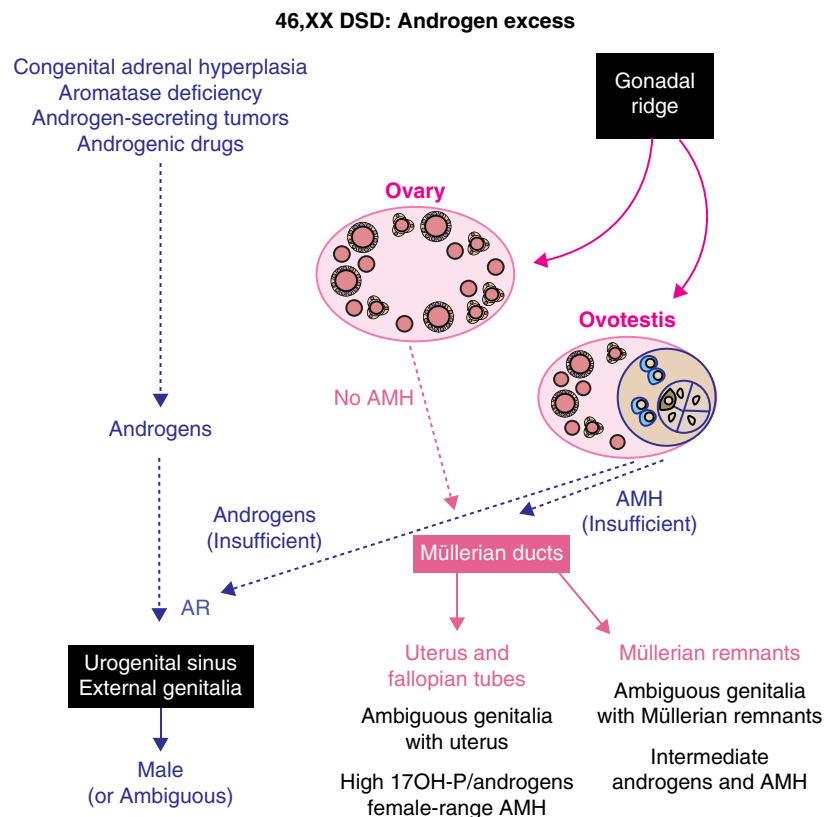 46,XX DSD: Androgen excess
Congenital adrenal hyperplasia
Aromatase deficiency
Androgen-secreting tumors
Androgenic drugs
Gonadal
ridge
Ovary
Ovotestis
No AMH
Androgens
Androgens
(Insufficient)
AMH
(Insufficient)
Müllerian ducts
AR
Urogenital sinus
External genitalia
Uterus and
fallopian tubes
Müllerian remnants
Ambiguous genitalia
with uterus
Ambiguous genitalia
with Müllerian remnants
Male
(or Ambiguous)
High 17OH-P/androgens
female-range AMH
Intermediate
androgens and AMH